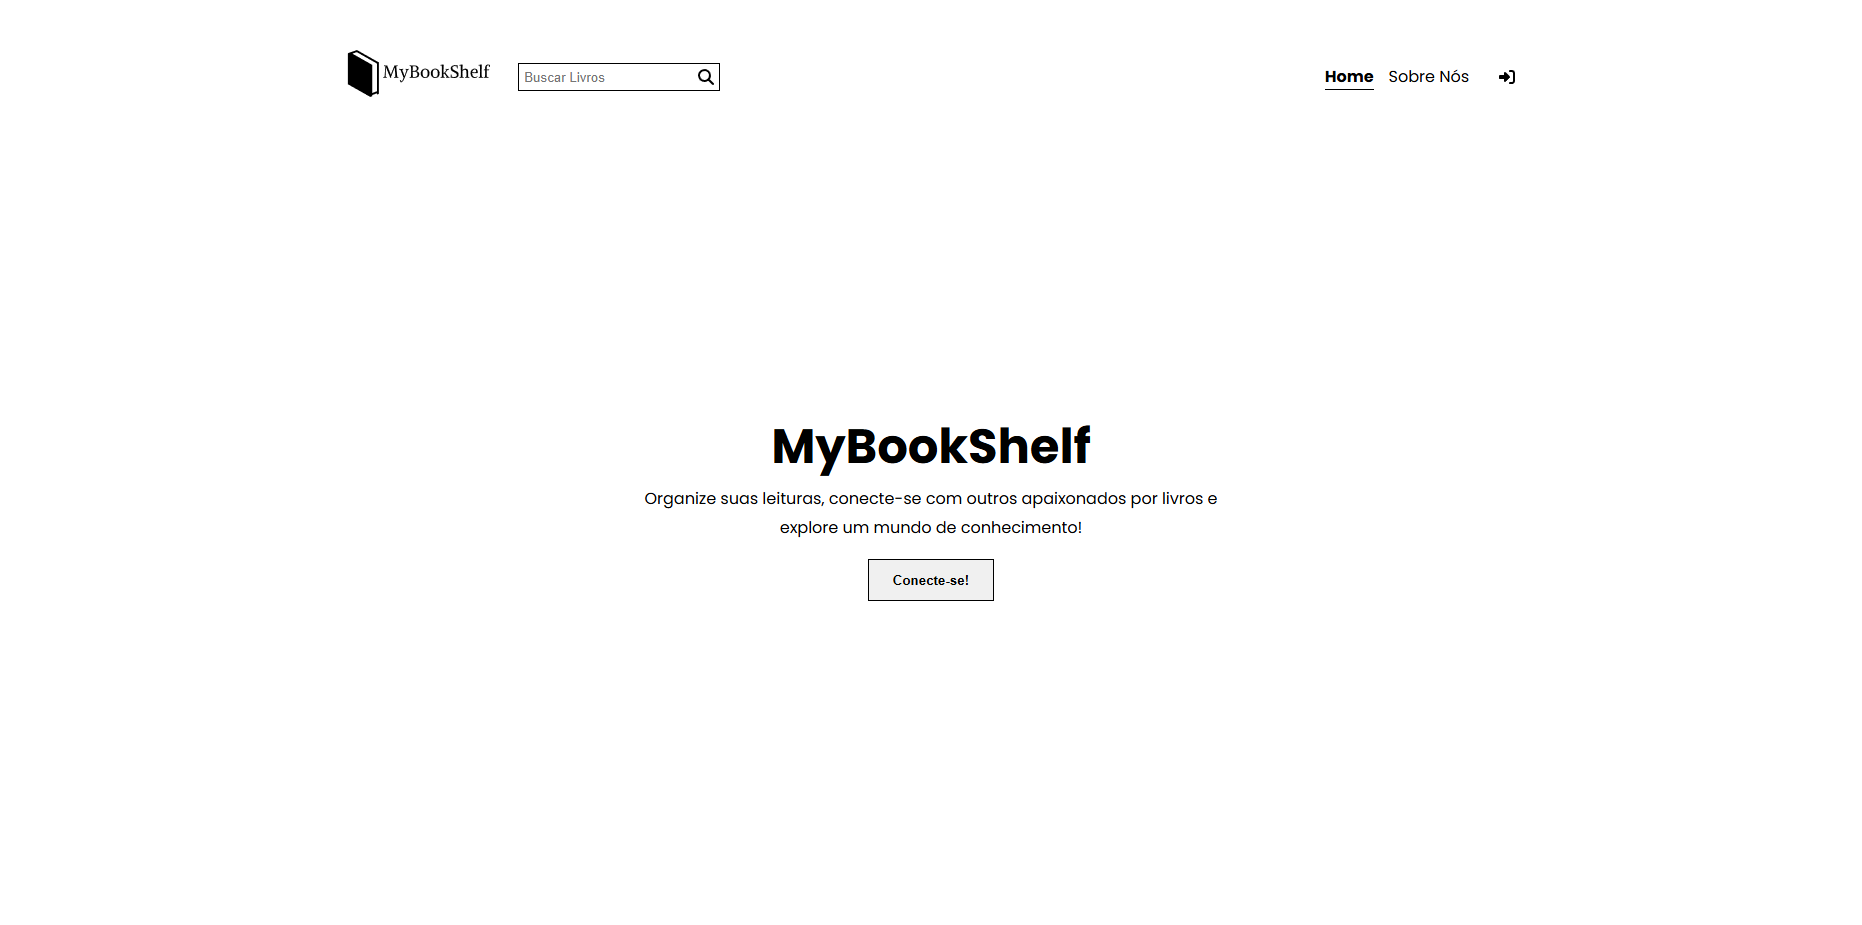 MyBookShelf
Buscar Livros
Home
Sobre Nós
MyBookShelf
Organize suas leituras, conecte-se com outros apaixonados por livros e
explore um mundo de conhecimento!
Conecte-se!